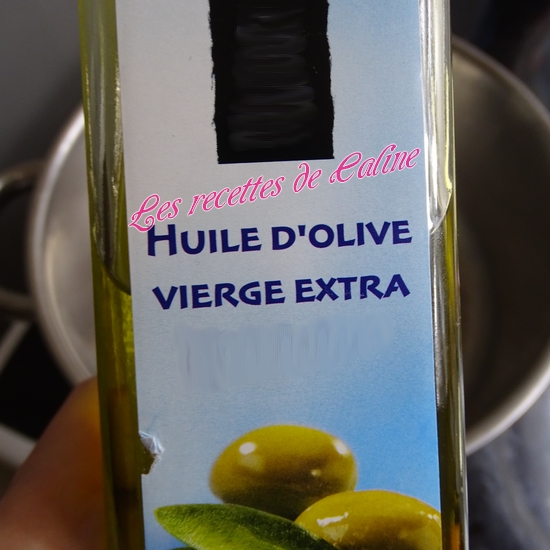 Les recettes de Caline
HUILE D'OLIVE
VIERGE EXTRA